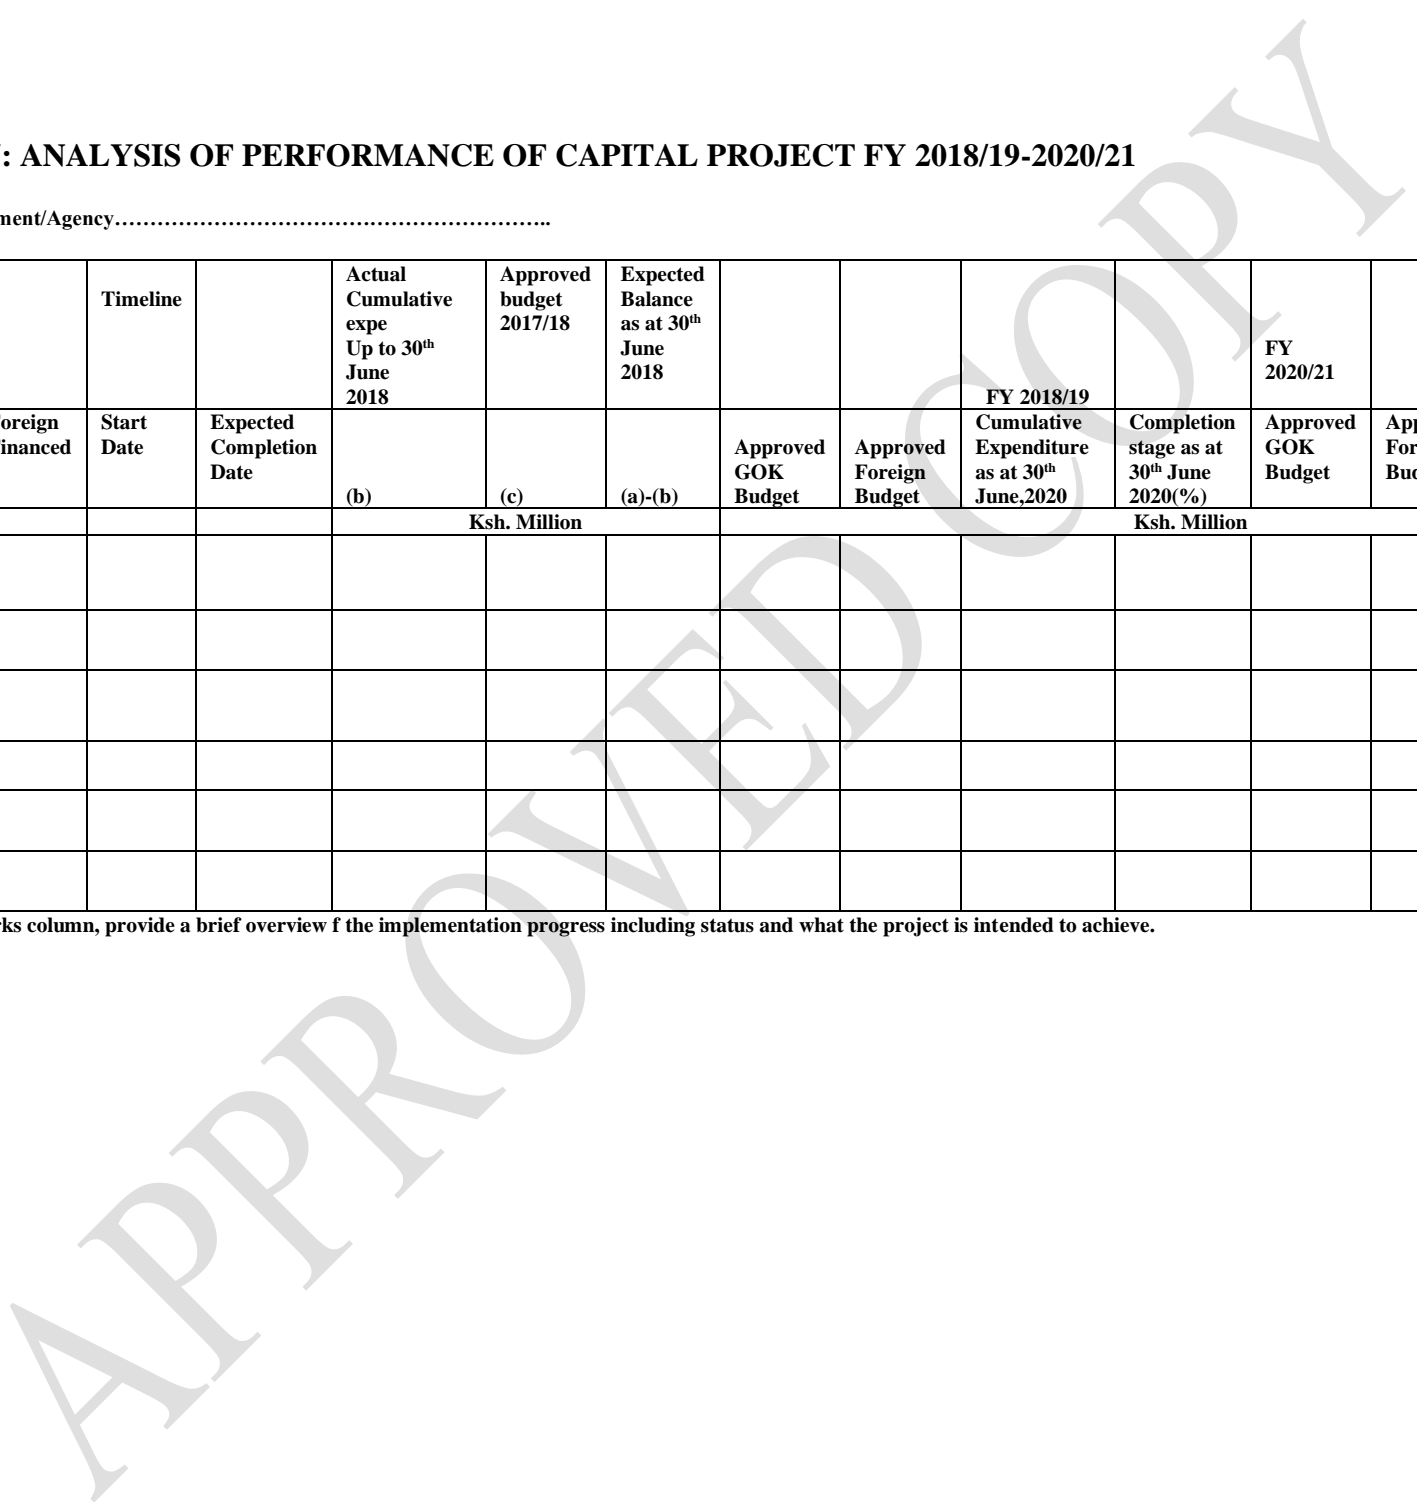 : ANALYSIS OF PERFORMANCE OF CAPITAL PROJECT FY 2018/19-2020/21
ment/Agency…………………………………………………..
Timeline
Actual
Cumulative
expe
Up to 30th
June
2018
Approved
budget
2017/18
Expected
Balance
as at 30th
June
2018
FY 2018/19
FY
2020/21
oreign
inanced
Start
Date
Expected
Completion
Date
(b)
(c)
(a)-(b)
Approved
GOK
Budget
Approved
Foreign
Budget
Cumulative
Expenditure
as at 30th
June,2020
Completion
stage as at
30th June
2020(%)
Approved
GOK
Budget
App
For
Bud
Ksh. Million
Ksh. Million
ks column, provide a brief overview f the implementation progress including status and what the project is intended to achieve.
APPROVED COPY